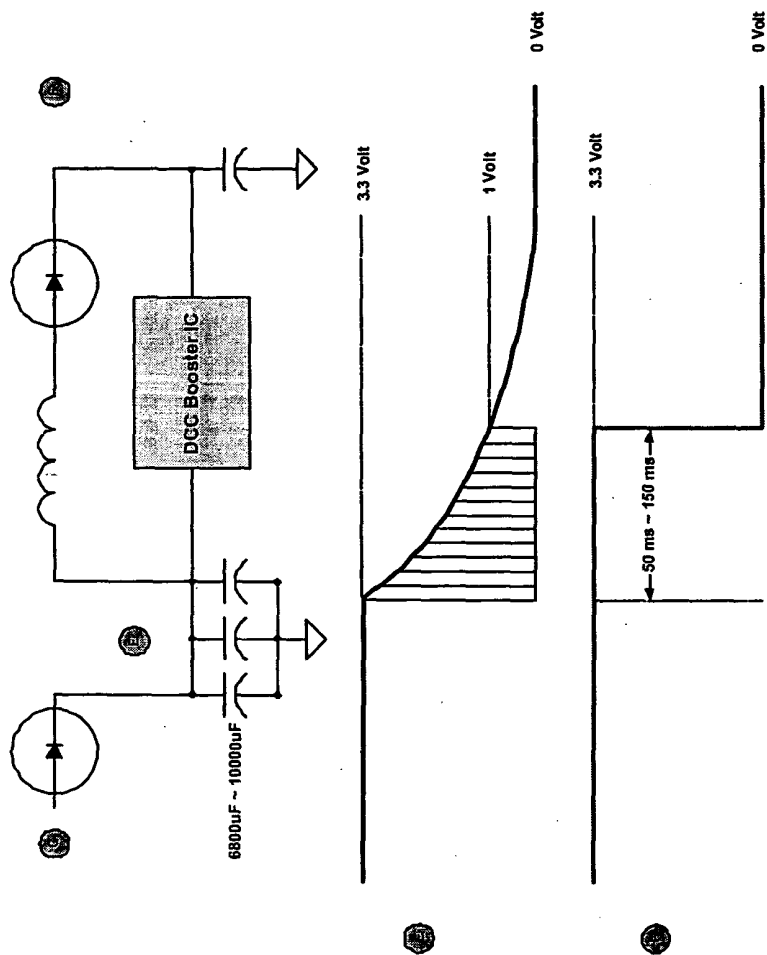 DCC Booster IC
6800uF ~ 10000uF
3.3 Volt
1 Volt
0 Volt
3.3 Volt
50 ms ~ 150 ms
0 Volt